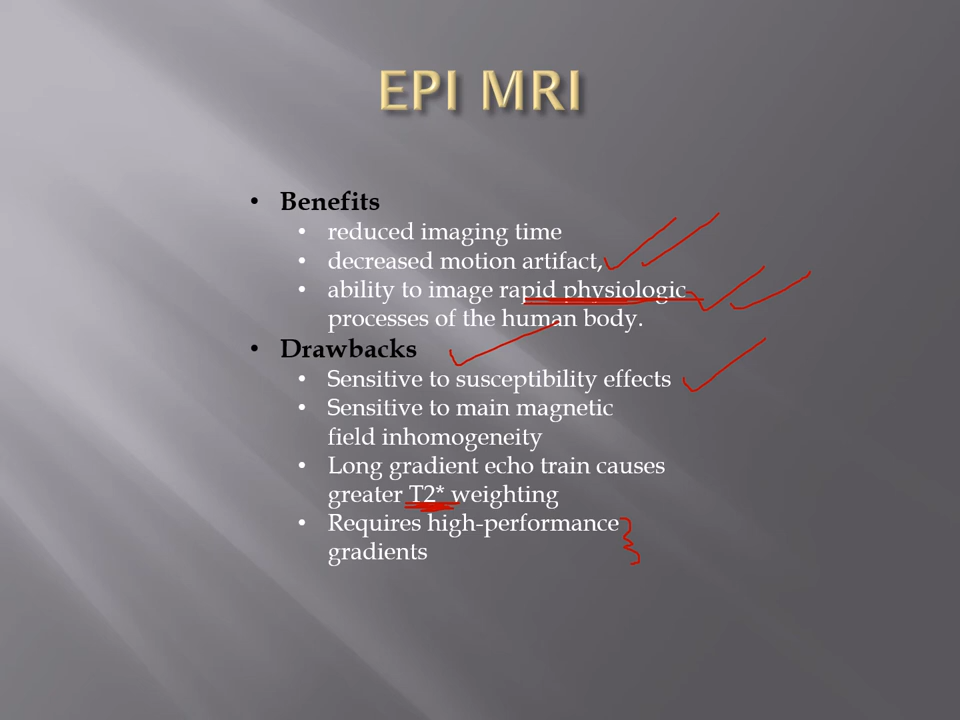 EPI MRI
• Benefits
• reduced imaging time
• decreased motion artifact,
• ability to image rapid physiologic
processes of the human body.
• Drawbacks
• Sensitive to susceptibility effects
• Sensitive to main magnetic
field inhomogeneity
• Long gradient echo train causes
greater T2* weighting
• Requires high-performance
gradients